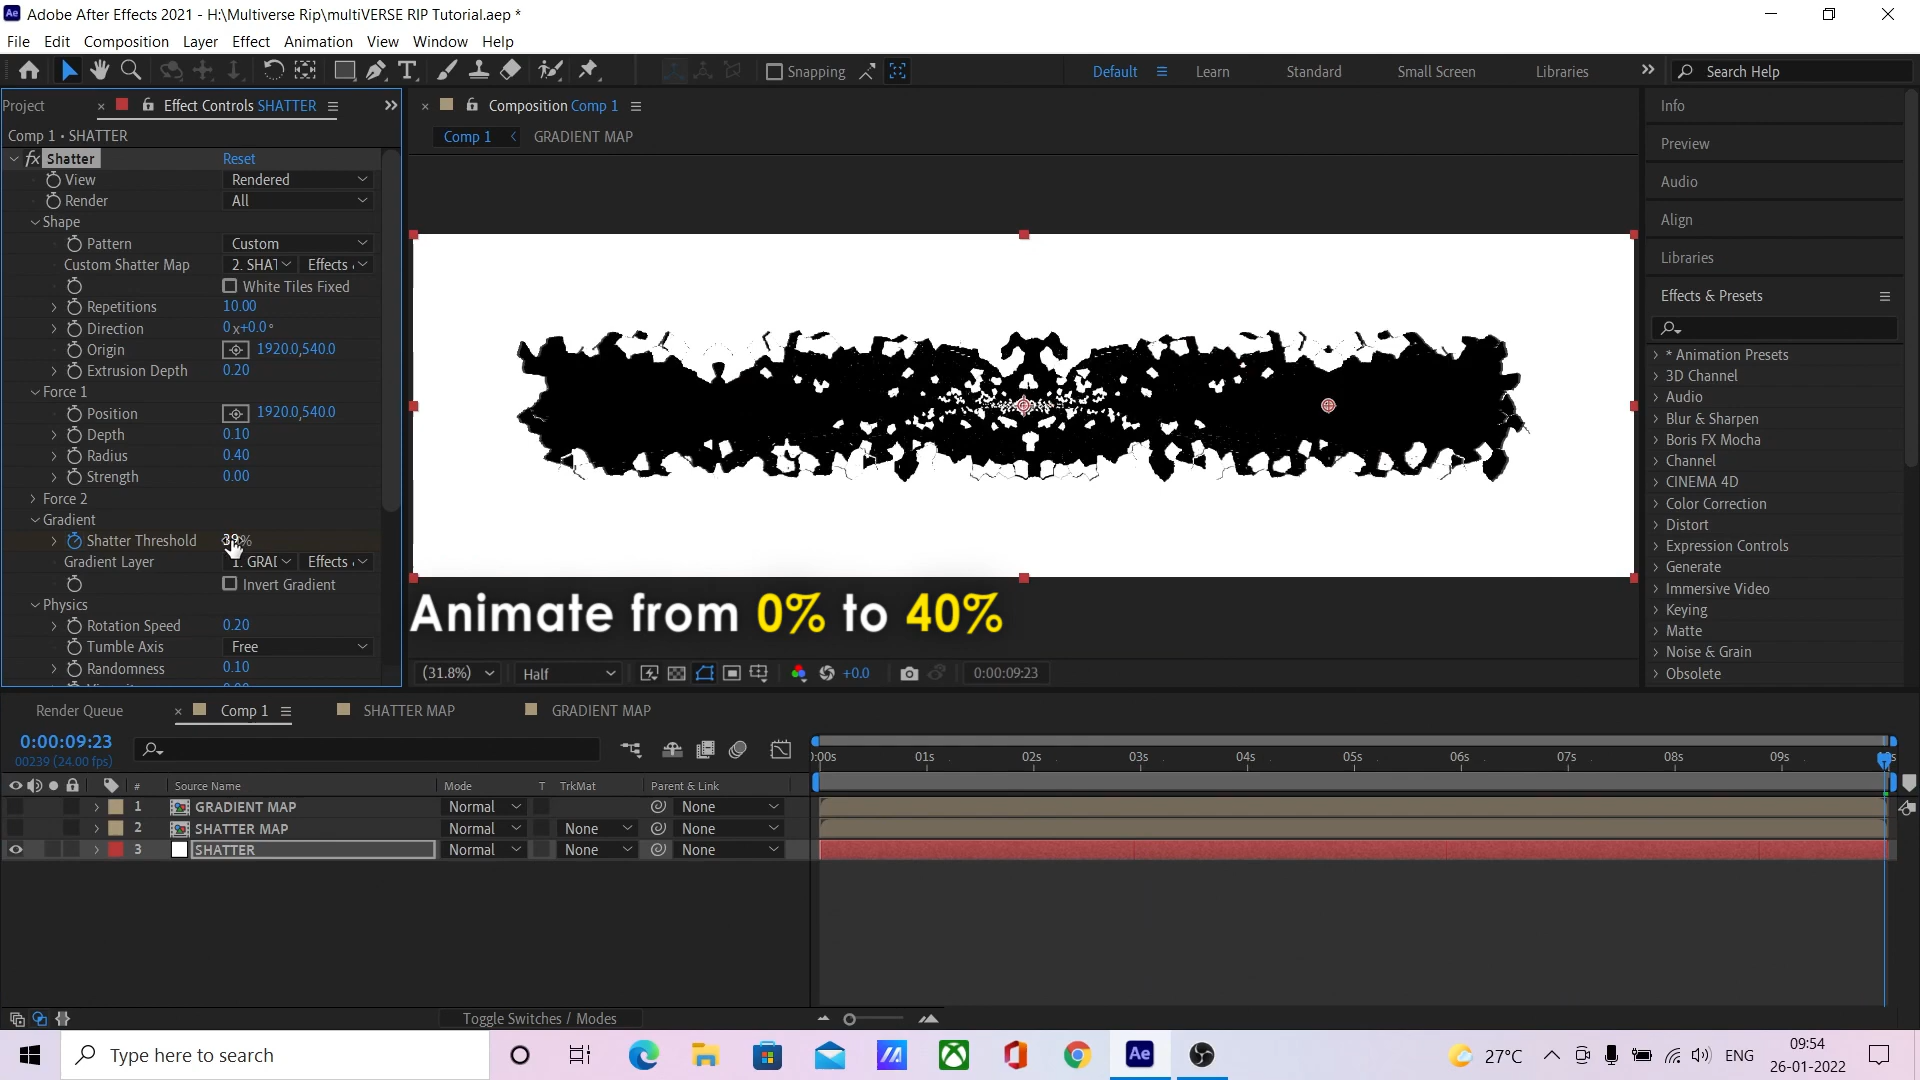 Adobe After Effects 2021 - H:\Multiverse Rip\multiVERSE RIP Tutorial.aep *
File Edit Composition Layer Effect Animation View Window Help
Snapping Default Learn Standard Small Screen Libraries Search Help
Project Effect Controls SHATTER
Comp 1 • SHATTER
fx Shatter Reset
View Rendered
Render All
Shape
Pattern Custom
Custom Shatter Map 2. SHAT Effects
White Tiles Fixed
Repetitions 10.00
Direction 0x+0.0°
Origin 1920.0,540.0
Extrusion Depth 0.20
Force 1
Position 1920.0,540.0
Depth 0.10
Radius 0.40
Strength 0.00
Force 2
Gradient
Shatter Threshold 39%
Gradient Layer 1. GRAD Effects
Invert Gradient
Physics
Rotation Speed 0.20
Tumble Axis Free
Randomness 0.10
Composition Comp 1
Comp 1 GRADIENT MAP
Animate from 0% to 40%
(31.8%) Half +0.0 0:00:09:23
Info
Preview
Audio
Align
Libraries
Effects & Presets
* Animation Presets
3D Channel
Audio
Blur & Sharpen
Boris FX Mocha
Channel
CINEMA 4D
Color Correction
Distort
Expression Controls
Generate
Immersive Video
Keying
Matte
Noise & Grain
Obsolete
Render Queue Comp 1 SHATTER MAP GRADIENT MAP
0:00:09:23
00239 (24.00 fps)
:00s 01s 02s 03s 04s 05s 06s 07s 08s 09s
# Source Name Mode T TrkMat Parent & Link
1 GRADIENT MAP Normal None
2 SHATTER MAP Normal None None
3 SHATTER Normal None None
Toggle Switches / Modes
Type here to search
Ae
27°C ENG
09:54
26-01-2022